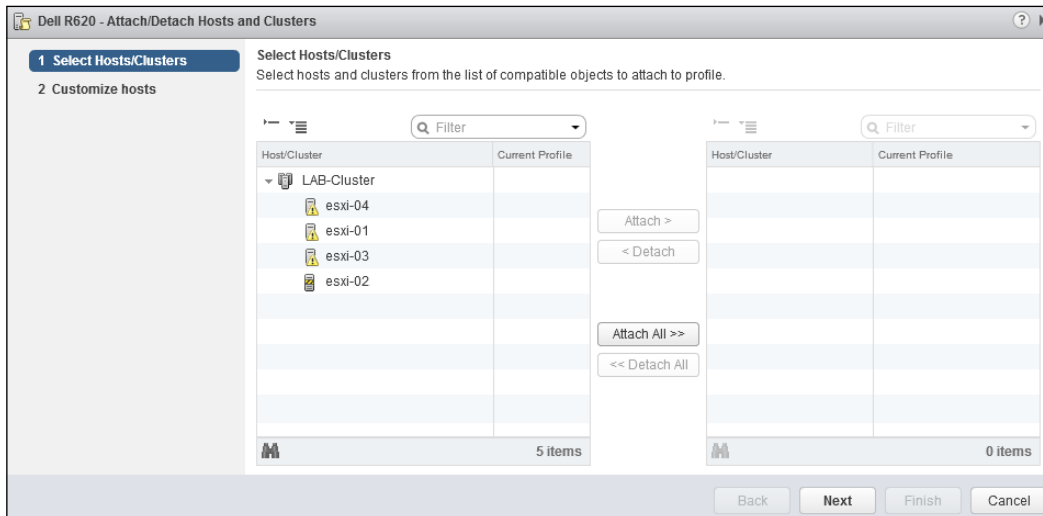 Dell R620 - Attach/Detach Hosts and Clusters
?
1 Select Hosts/Clusters
2 Customize hosts
Select Hosts/Clusters
Select hosts and clusters from the list of compatible objects to attach to profile.
Filter
Filter
Host/Cluster Current Profile
Host/Cluster Current Profile
LAB-Cluster
esxi-04
esxi-01
esxi-03
esxi-02
Attach >
< Detach
Attach All >>
<< Detach All
5 items
0 items
Back Next Finish Cancel